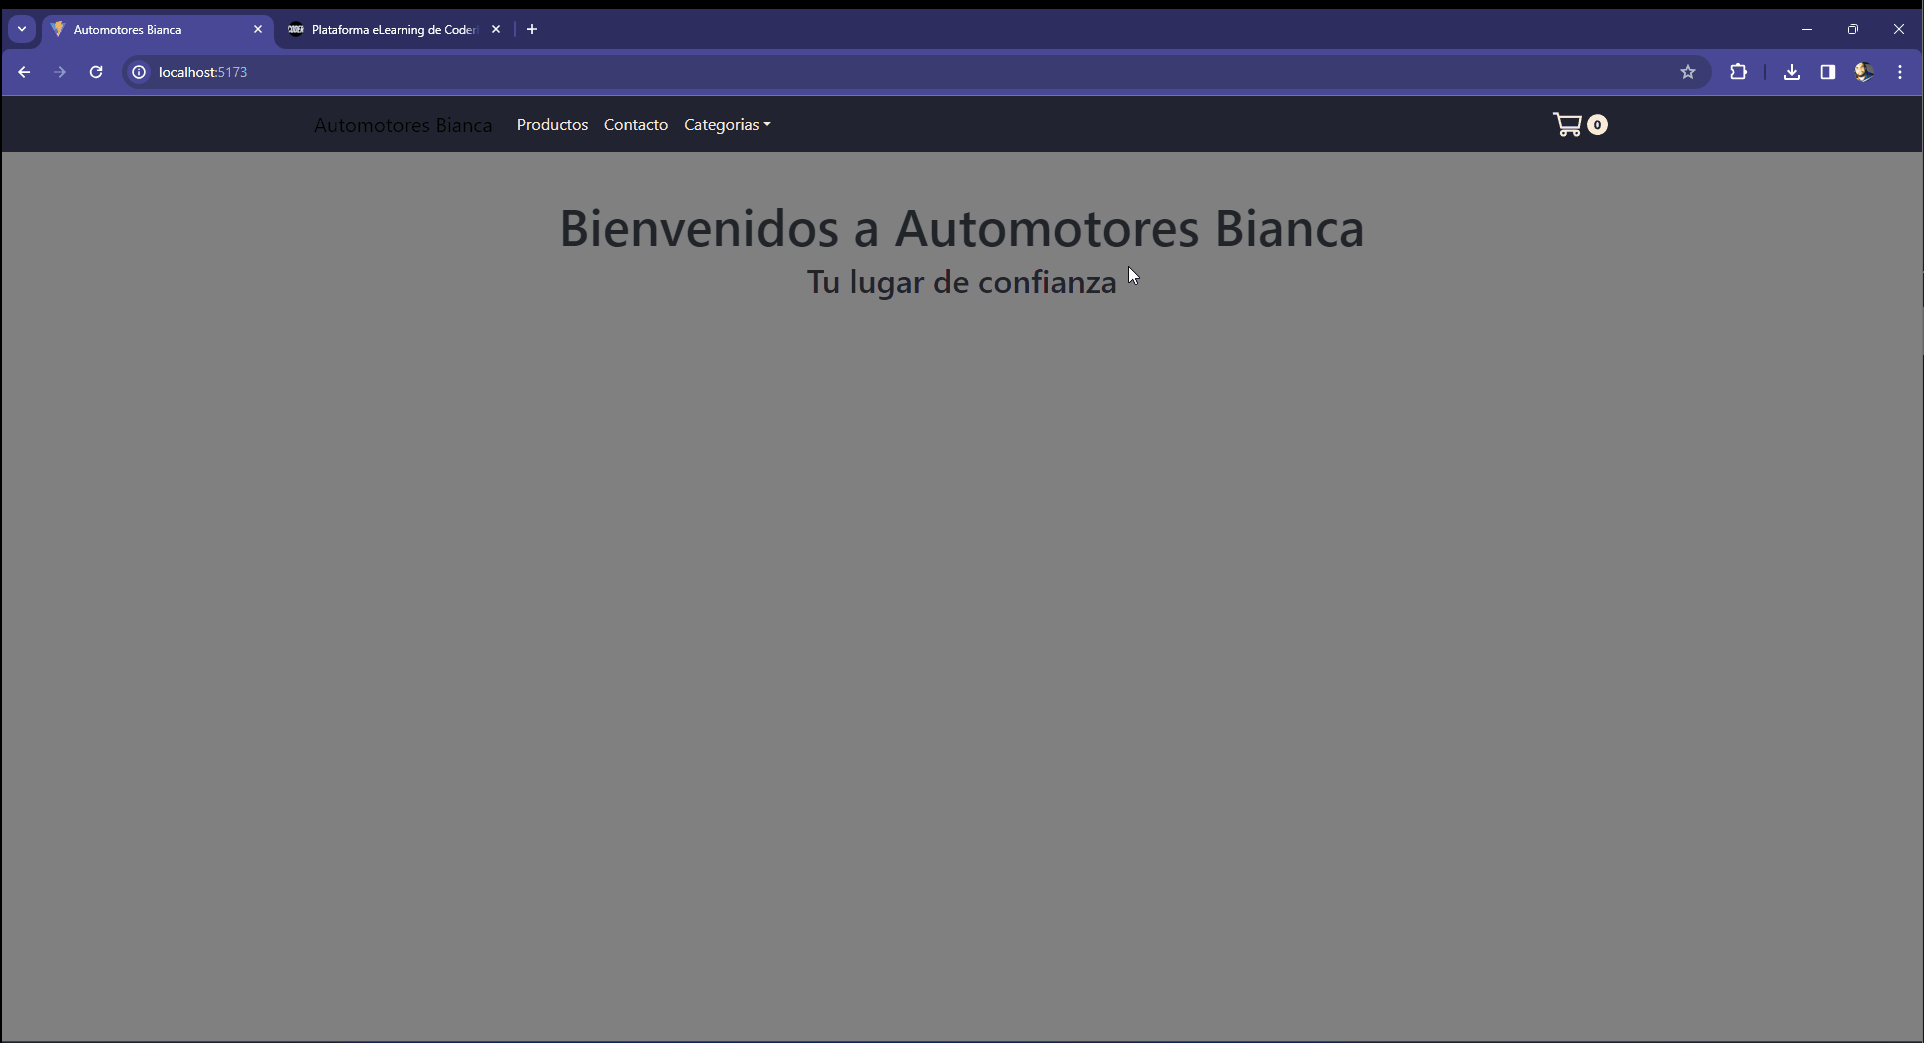 Automotores Bianca
Plataforma eLearning de Coder
localhost:5173
Automotores Bianca Productos Contacto Categorias 0
Bienvenidos a Automotores Bianca
Tu lugar de confianza